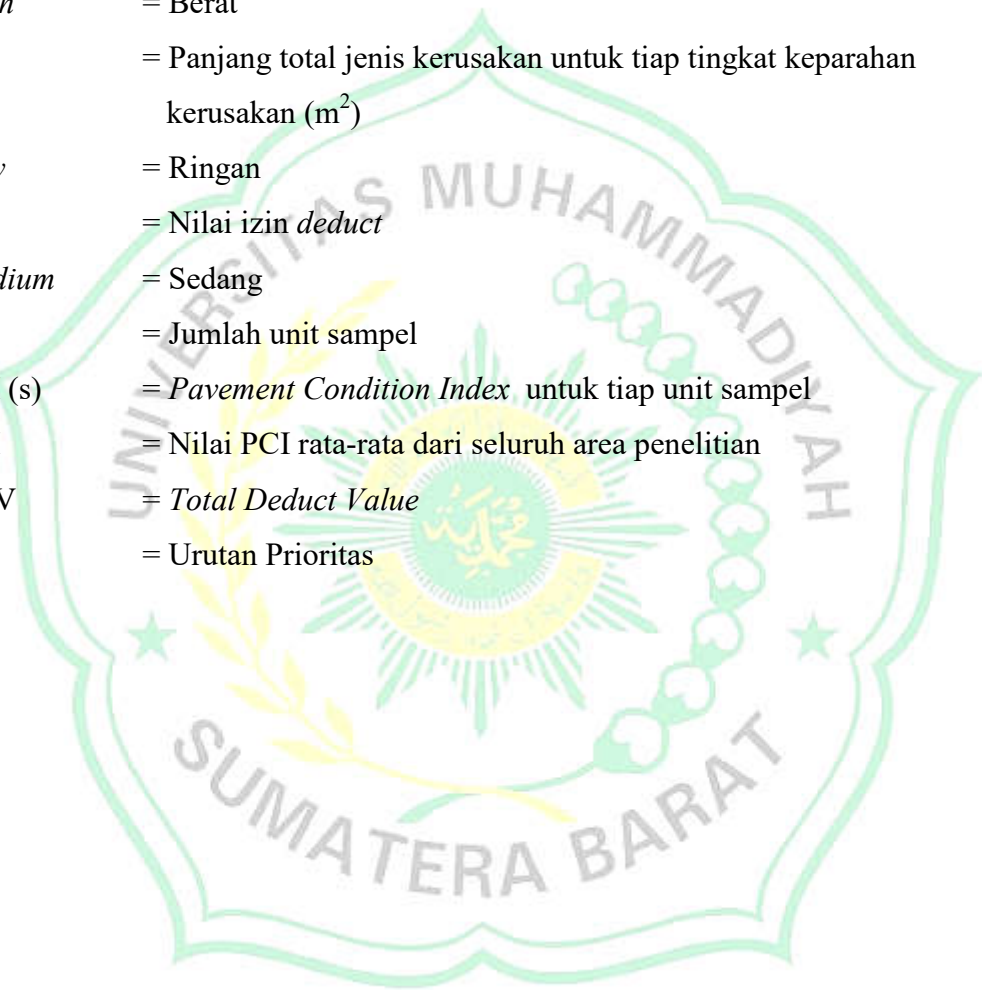 = Berat
= Panjang total jenis kerusakan untuk tiap tingkat keparahan
kerusakan (m²)
= Ringan
= Nilai izin deduct
dium = Sedang
= Jumlah unit sampel
(s) = Pavement Condition Index untuk tiap unit sampel
= Nilai PCI rata-rata dari seluruh area penelitian
V = Total Deduct Value
= Urutan Prioritas
UNIVERSITAS MUHAMMADIYAH
SUMATERA BARAT
محمدية